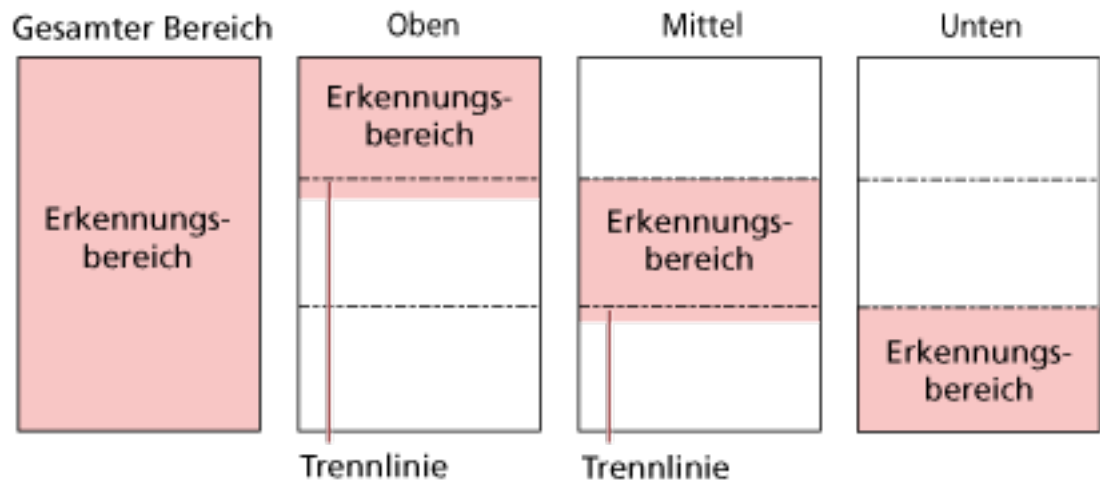 Gesamter Bereich
Oben
Mittel
Unten
Erkennungs-
bereich
Erkennungs-
bereich
Erkennungs-
bereich
Erkennungs-
bereich
Trennlinie
Trennlinie